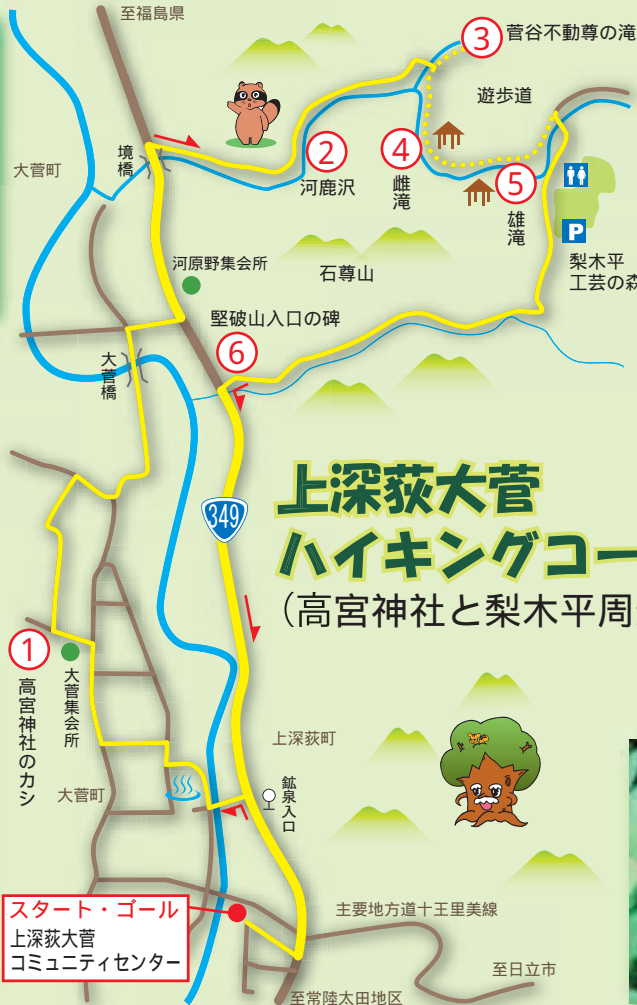 至福島県
③
菅谷不動尊の滝
遊歩道
境橋
大菅町
②
河鹿沢
④
雌滝
⑤
雄滝
P
梨木平
工芸の森
河原野集会所
石尊山
堅破山入口の碑
⑥
大菅橋
349
上深荻大菅
ハイキングコー
（高宮神社と梨木平周
①
高宮神社のカシ
大菅集会所
上深荻町
大菅町
鉱泉入口
スタート・ゴール
上深荻大菅
コミュニティセンター
主要地方道十王里美線
至日立市
至常陸太田地区